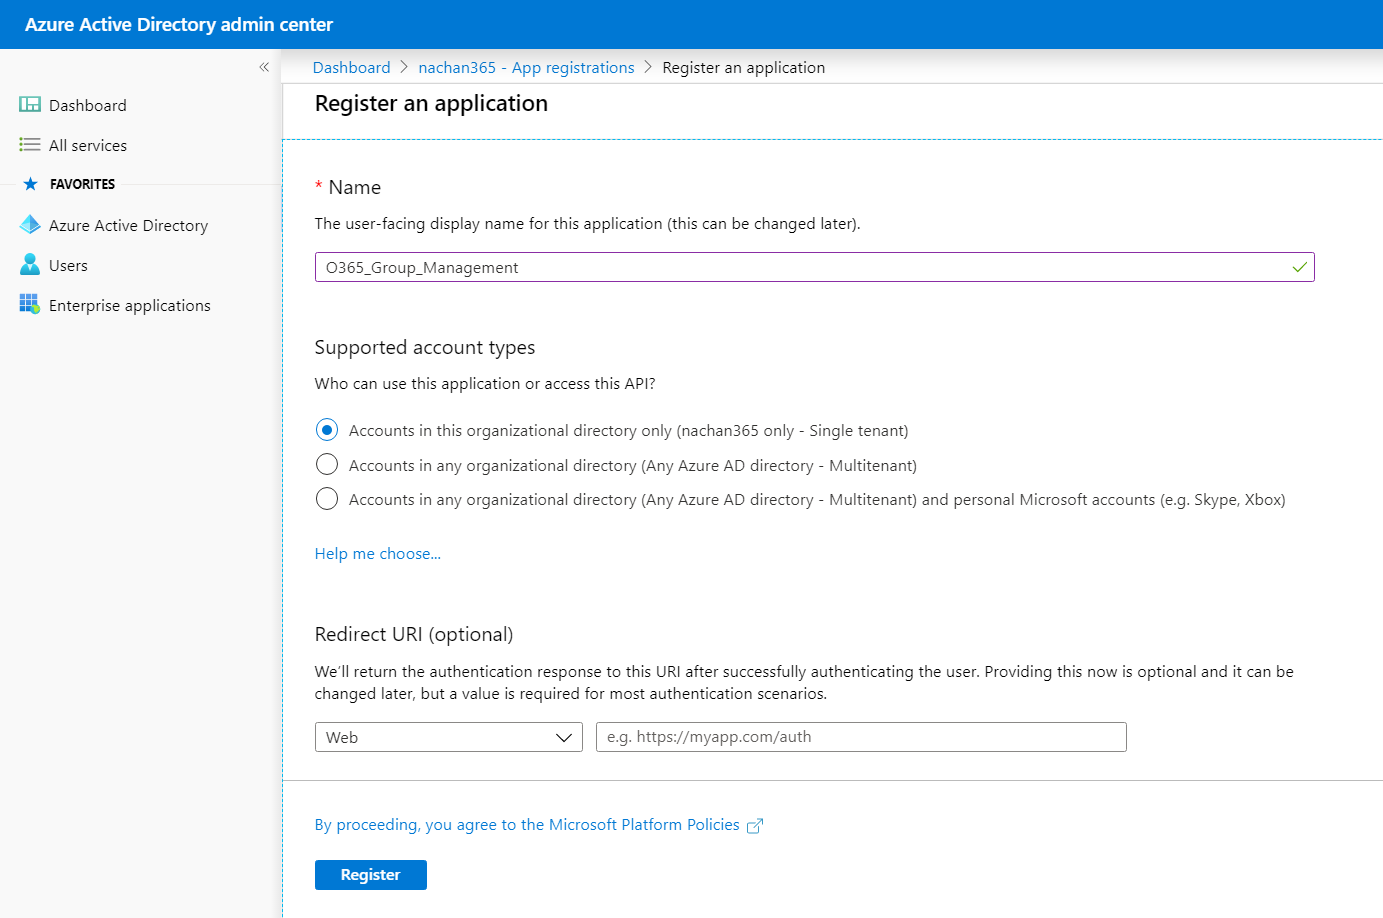 Azure Active Directory admin center
«
Dashboard > nachan365 - App registrations > Register an application
Dashboard
All services
FAVORITES
Azure Active Directory
Users
Enterprise applications
Register an application
* Name
The user-facing display name for this application (this can be changed later).
O365_Group_Management
Supported account types
Who can use this application or access this API?
Accounts in this organizational directory only (nachan365 only - Single tenant)
Accounts in any organizational directory (Any Azure AD directory - Multitenant)
Accounts in any organizational directory (Any Azure AD directory - Multitenant) and personal Microsoft accounts (e.g. Skype, Xbox)
Help me choose...
Redirect URI (optional)
We'll return the authentication response to this URI after successfully authenticating the user. Providing this now is optional and it can be
changed later, but a value is required for most authentication scenarios.
Web
e.g. https://myapp.com/auth
By proceeding, you agree to the Microsoft Platform Policies
Register